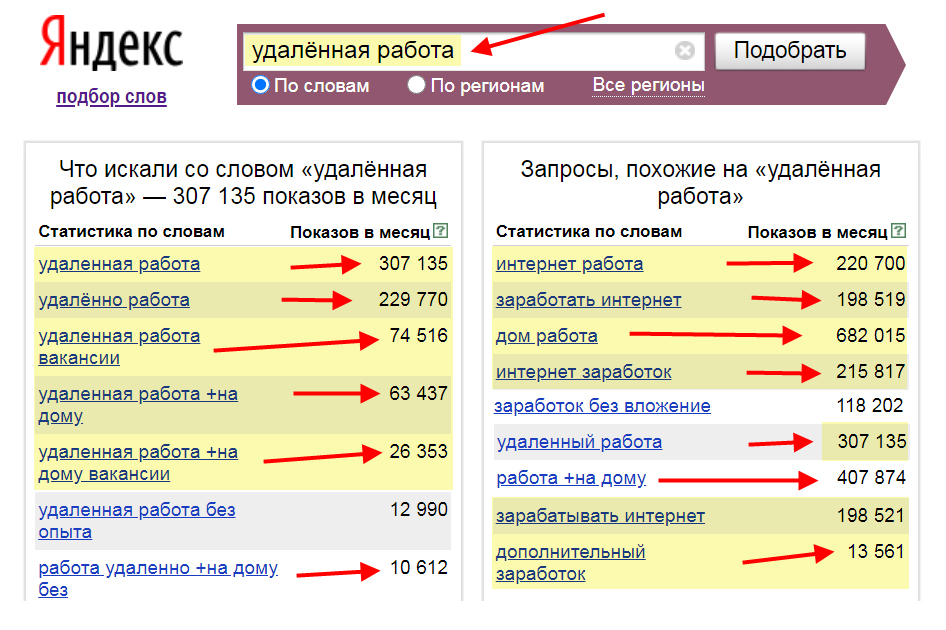 Яндекс
подбор слов
удалённая работа
Подобрать
По словам По регионам Все регионы
Что искали со словом «удалённая
работа» — 307 135 показов в месяц
Статистика по словам Показов в месяц ?
удаленная работа 307 135
удалённо работа 229 770
удаленная работа 74 516
вакансии
удаленная работа +на 63 437
дому
удаленная работа +на 26 353
дому вакансии
удаленная работа без 12 990
опыта
работа удаленно +на дому 10 612
без
Запросы, похожие на «удалённая
работа»
Статистика по словам Показов в месяц ?
интернет работа 220 700
заработать интернет 198 519
дом работа 682 015
интернет заработок 215 817
заработок без вложение 118 202
удаленный работа 307 135
работа +на дому 407 874
зарабатывать интернет 198 521
дополнительный 13 561
заработок